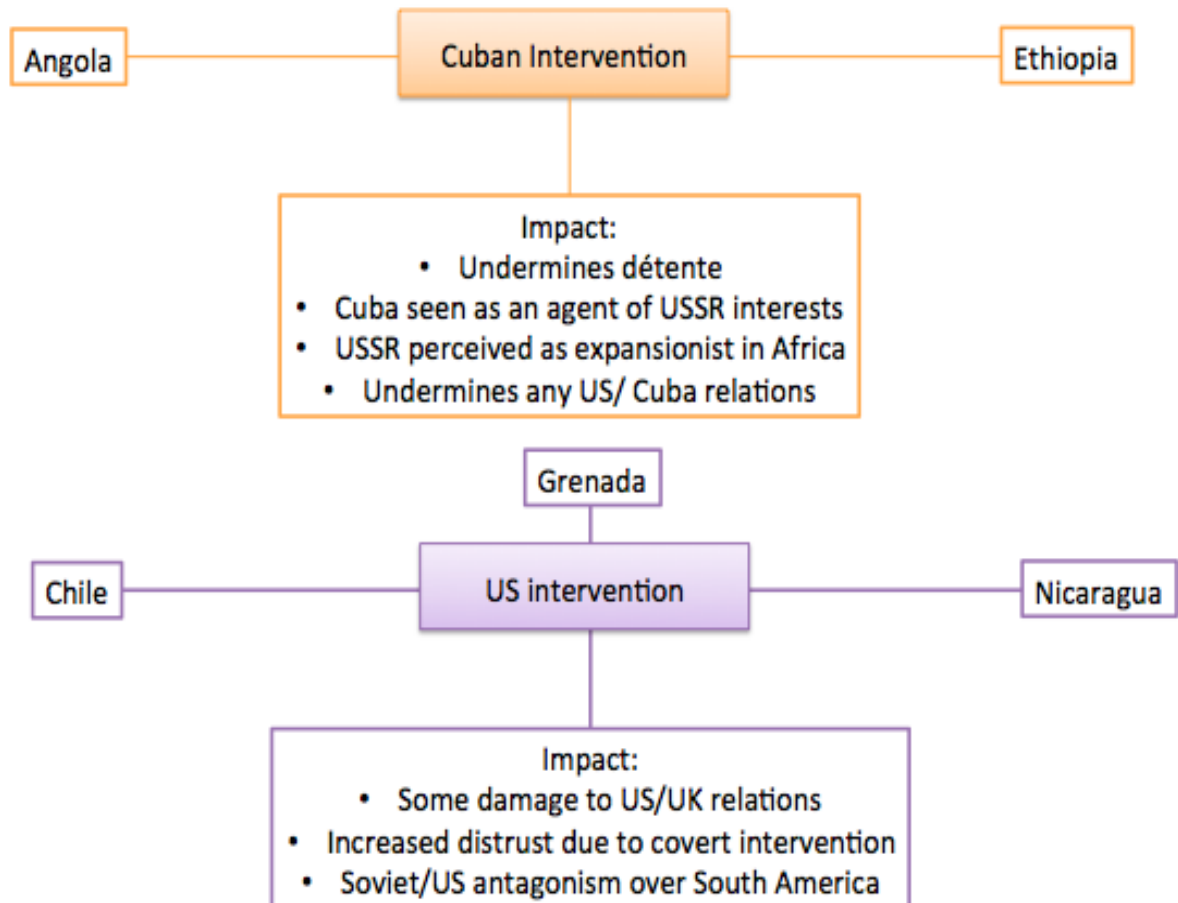 Angola
Cuban Intervention
Ethiopia
Impact:
• Undermines détente
• Cuba seen as an agent of USSR interests
• USSR perceived as expansionist in Africa
• Undermines any US/ Cuba relations
Grenada
Chile
US intervention
Nicaragua
Impact:
• Some damage to US/UK relations
• Increased distrust due to covert intervention
• Soviet/US antagonism over South America